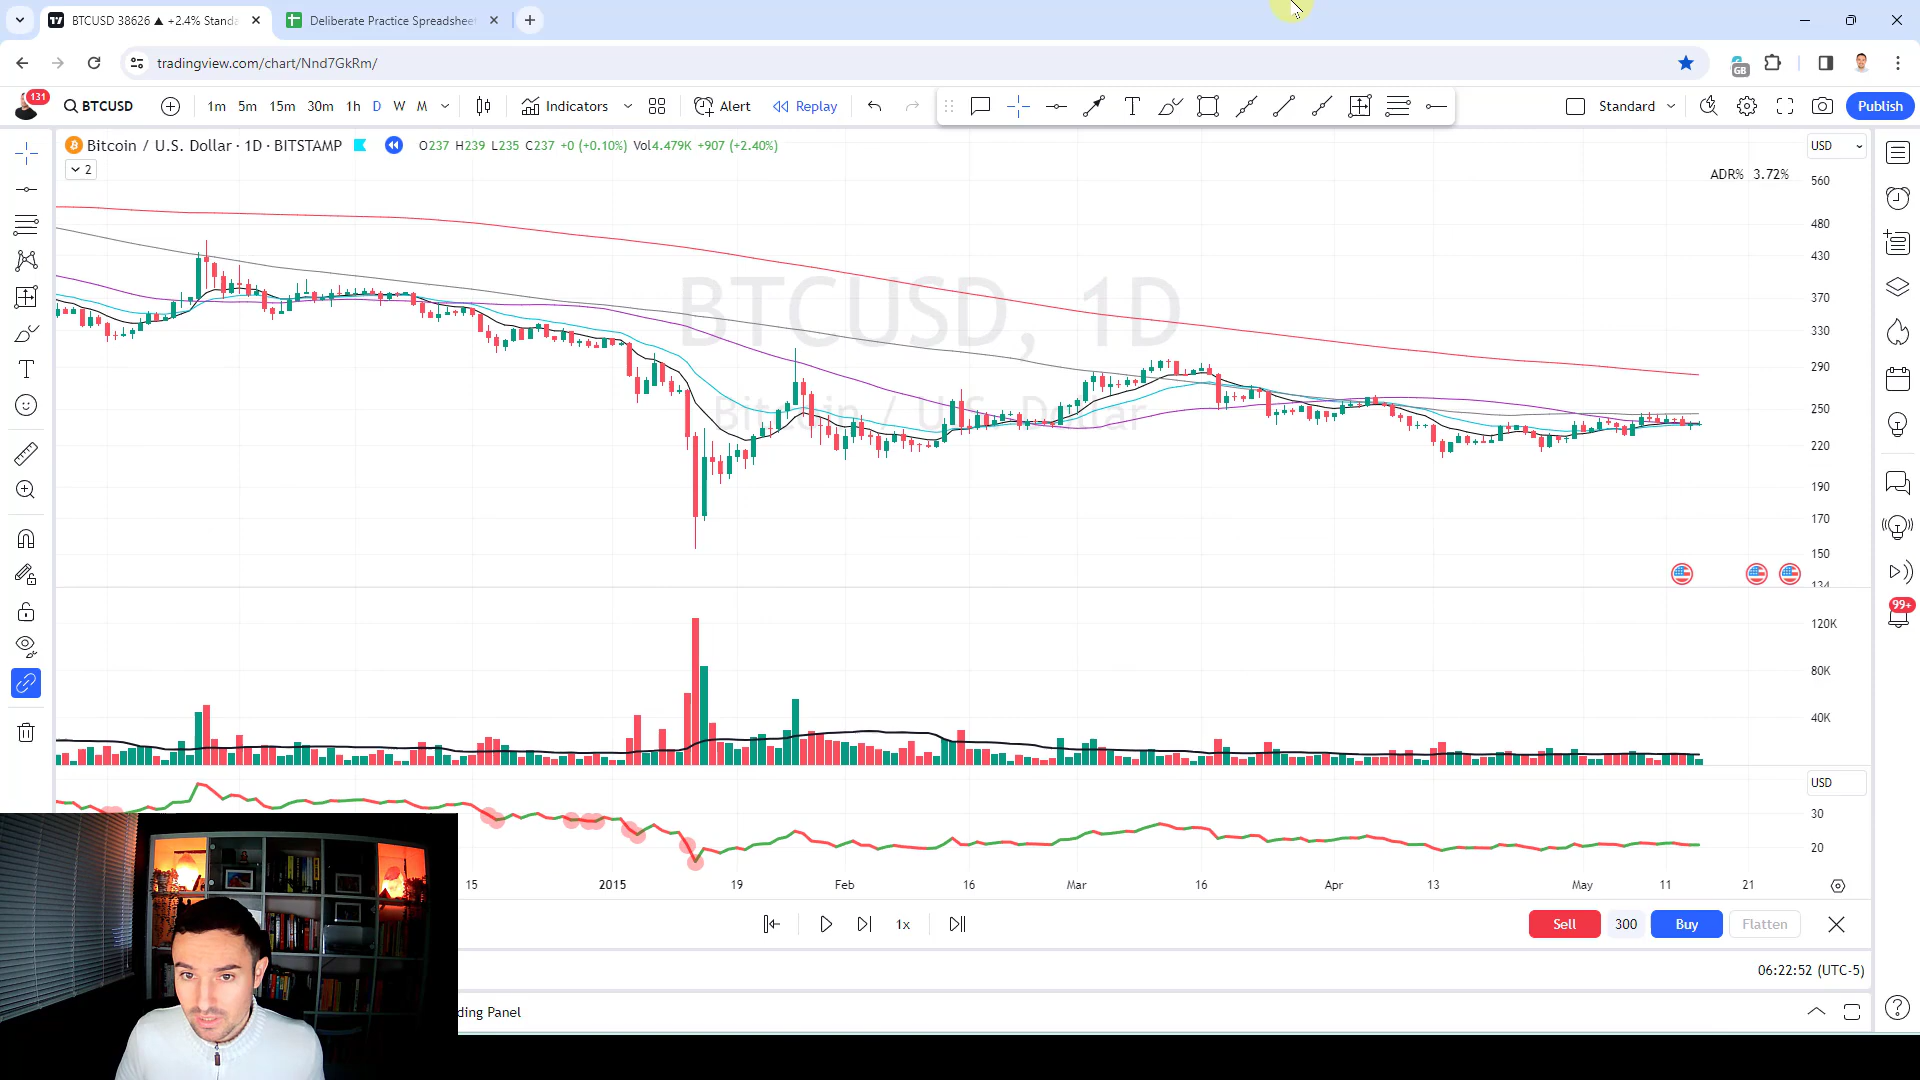 BTCUSD 38626 ▲ +2.4% Standa
Deliberate Practice Spreadsheet
tradingview.com/chart/Nnd7GkRm/
GB
131
BTCUSD
1m 5m 15m 30m 1h D W M
Indicators
Alert
Replay
Standard
Publish
Bitcoin / U.S. Dollar · 1D · BITSTAMP
O237 H239 L235 C237 +0 (+0.10%) Vol4.479K +907 (+2.40%)
2
USD
ADR% 3.72%
BTCUSD, 1D
Bitcoin / U.S. Dollar
560
480
430
370
330
290
250
220
190
170
150
134
99+
120K
80K
40K
USD
30
20
15 2015 19 Feb 16 Mar 16 Apr 13 May 11 21
1x
Sell 300 Buy Flatten
06:22:52 (UTC-5)
ding Panel